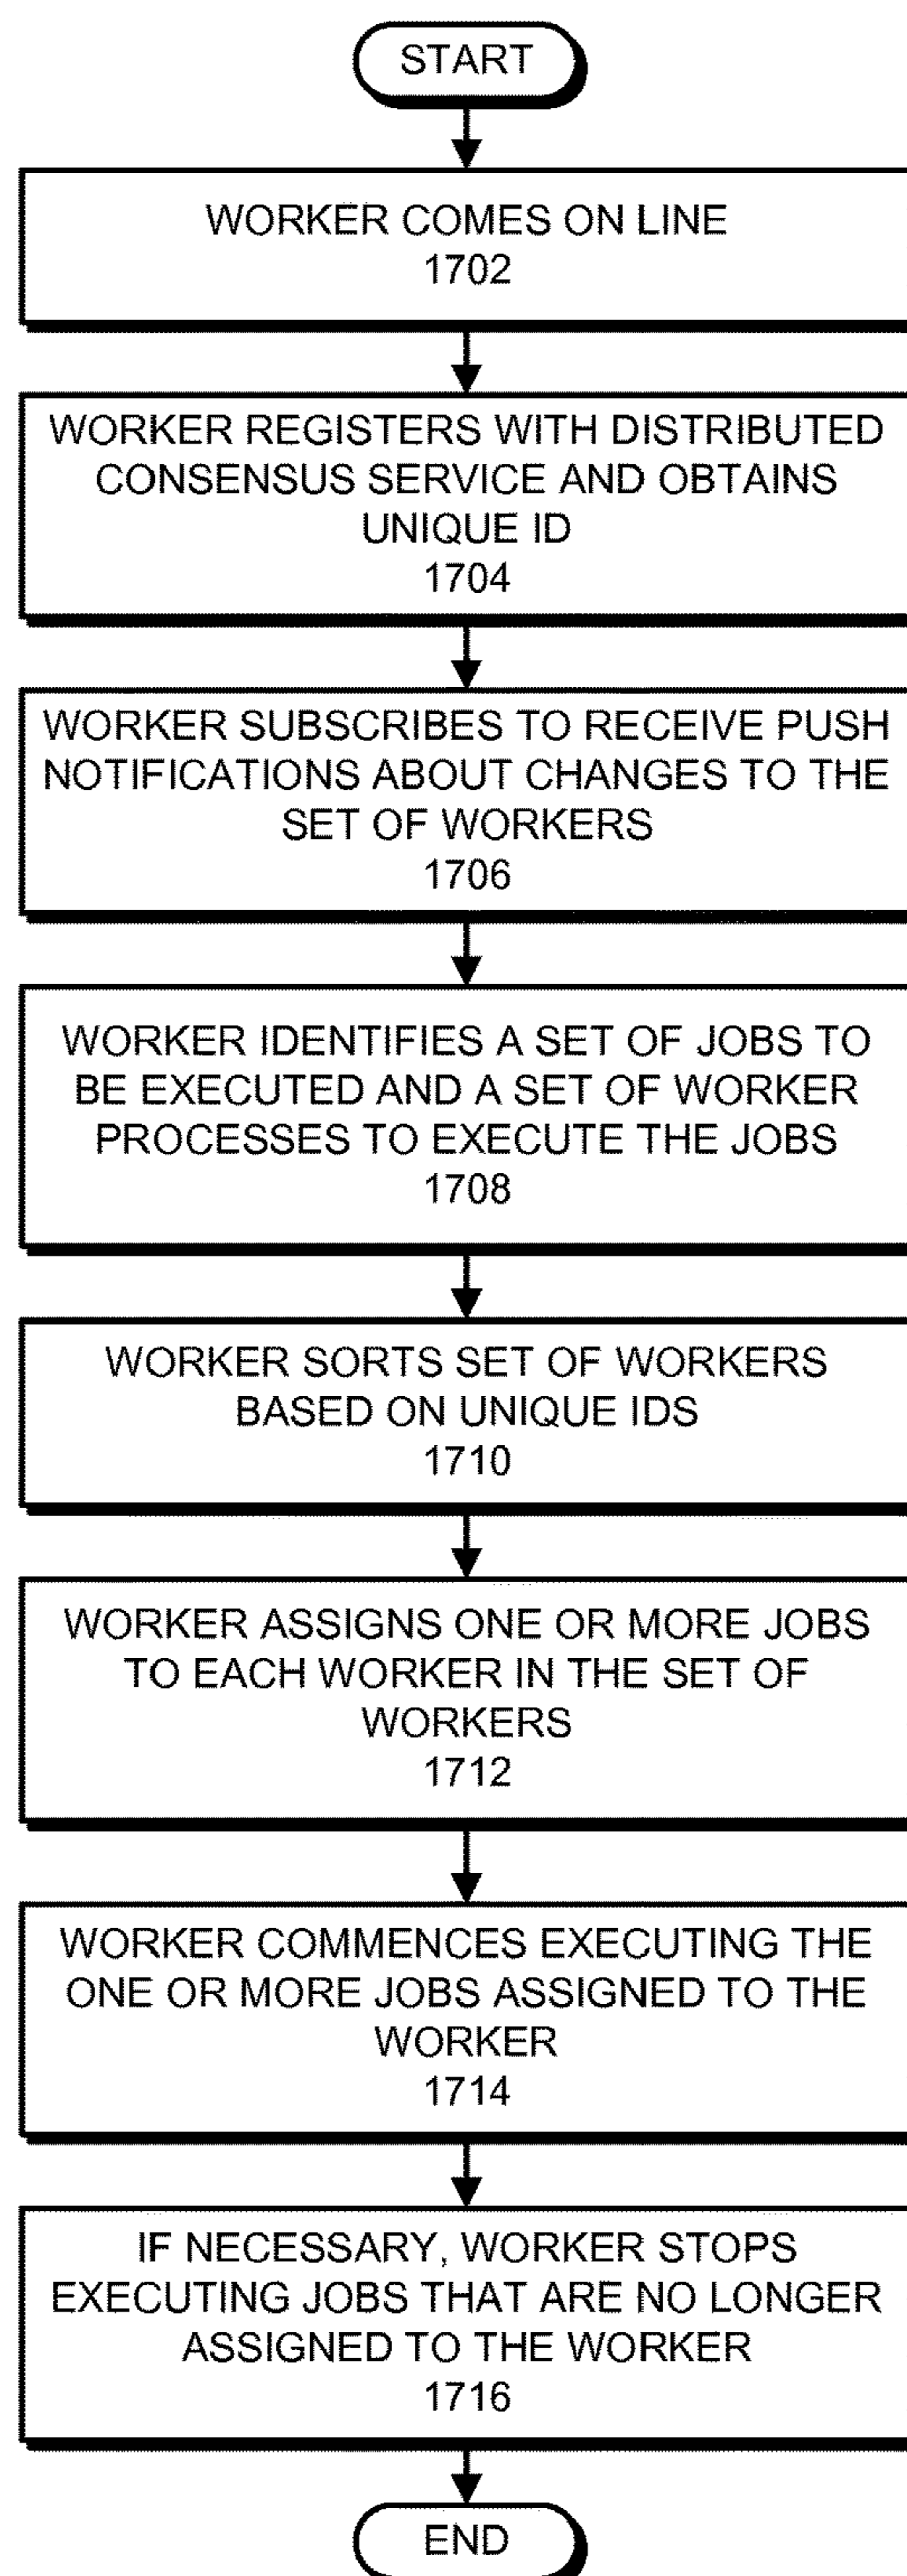 START
WORKER COMES ON LINE
1702
WORKER REGISTERS WITH DISTRIBUTED
CONSENSUS SERVICE AND OBTAINS
UNIQUE ID
1704
WORKER SUBSCRIBES TO RECEIVE PUSH
NOTIFICATIONS ABOUT CHANGES TO THE
SET OF WORKERS
1706
WORKER IDENTIFIES A SET OF JOBS TO
BE EXECUTED AND A SET OF WORKER
PROCESSES TO EXECUTE THE JOBS
1708
WORKER SORTS SET OF WORKERS
BASED ON UNIQUE IDS
1710
WORKER ASSIGNS ONE OR MORE JOBS
TO EACH WORKER IN THE SET OF
WORKERS
1712
WORKER COMMENCES EXECUTING THE
ONE OR MORE JOBS ASSIGNED TO THE
WORKER
1714
IF NECESSARY, WORKER STOPS
EXECUTING JOBS THAT ARE NO LONGER
ASSIGNED TO THE WORKER
1716
END